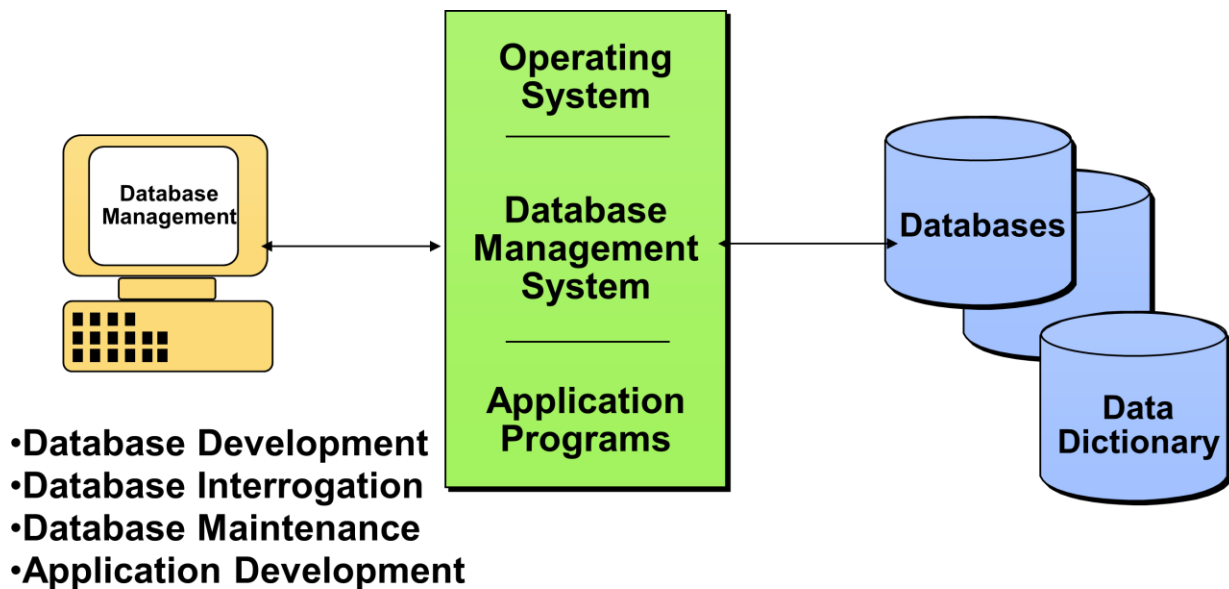 Operating
System
Database
Management
Database
Management
System
Databases
Application
Programs
Data
Dictionary
•Database Development
•Database Interrogation
•Database Maintenance
•Application Development